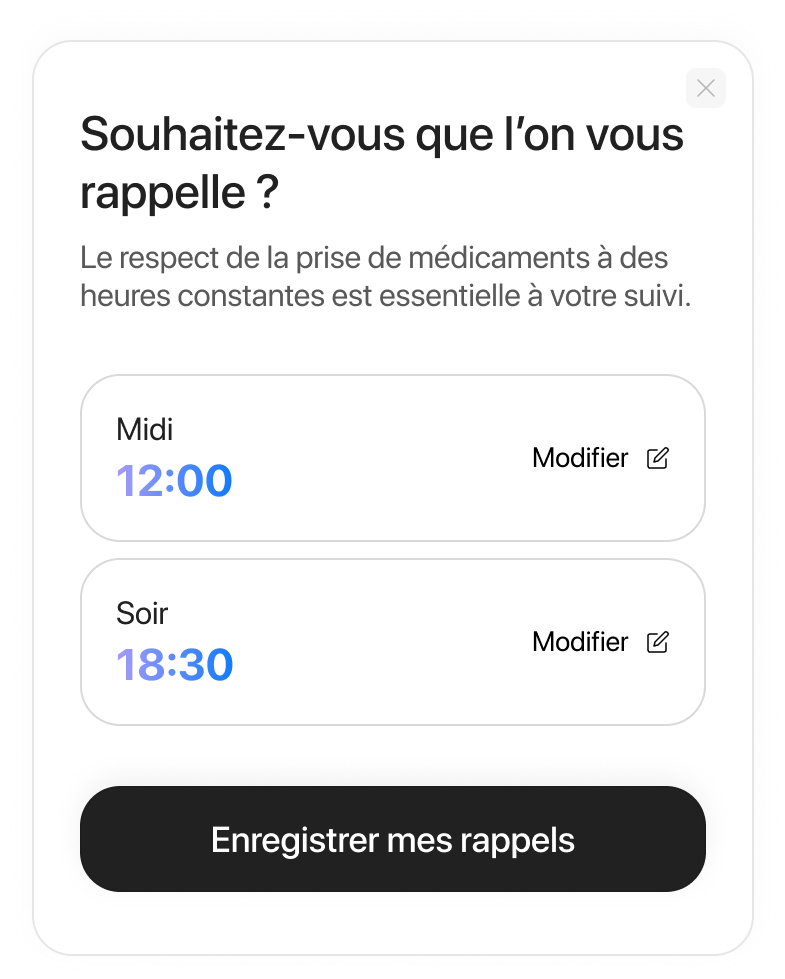 Souhaitez-vous que l’on vous
rappelle ?
Le respect de la prise de médicaments à des
heures constantes est essentielle à votre suivi.
Midi
12:00
Modifier
Soir
18:30
Modifier
Enregistrer mes rappels